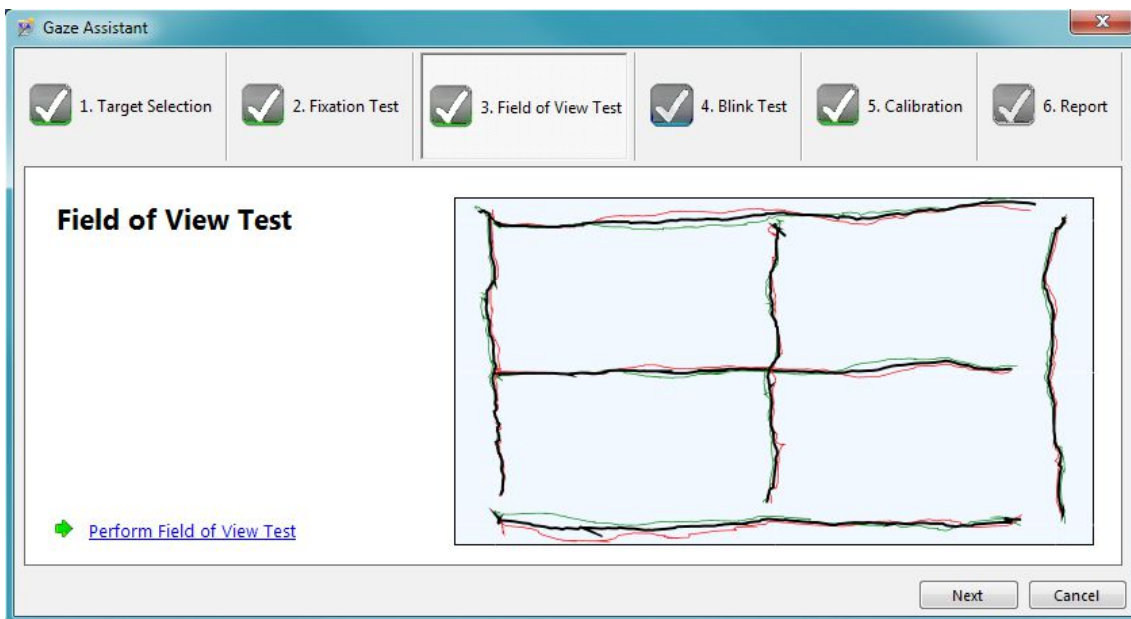 Gaze Assistant
x
1. Target Selection
2. Fixation Test
3. Field of View Test
4. Blink Test
5. Calibration
6. Report
Field of View Test
Perform Field of View Test
Next
Cancel